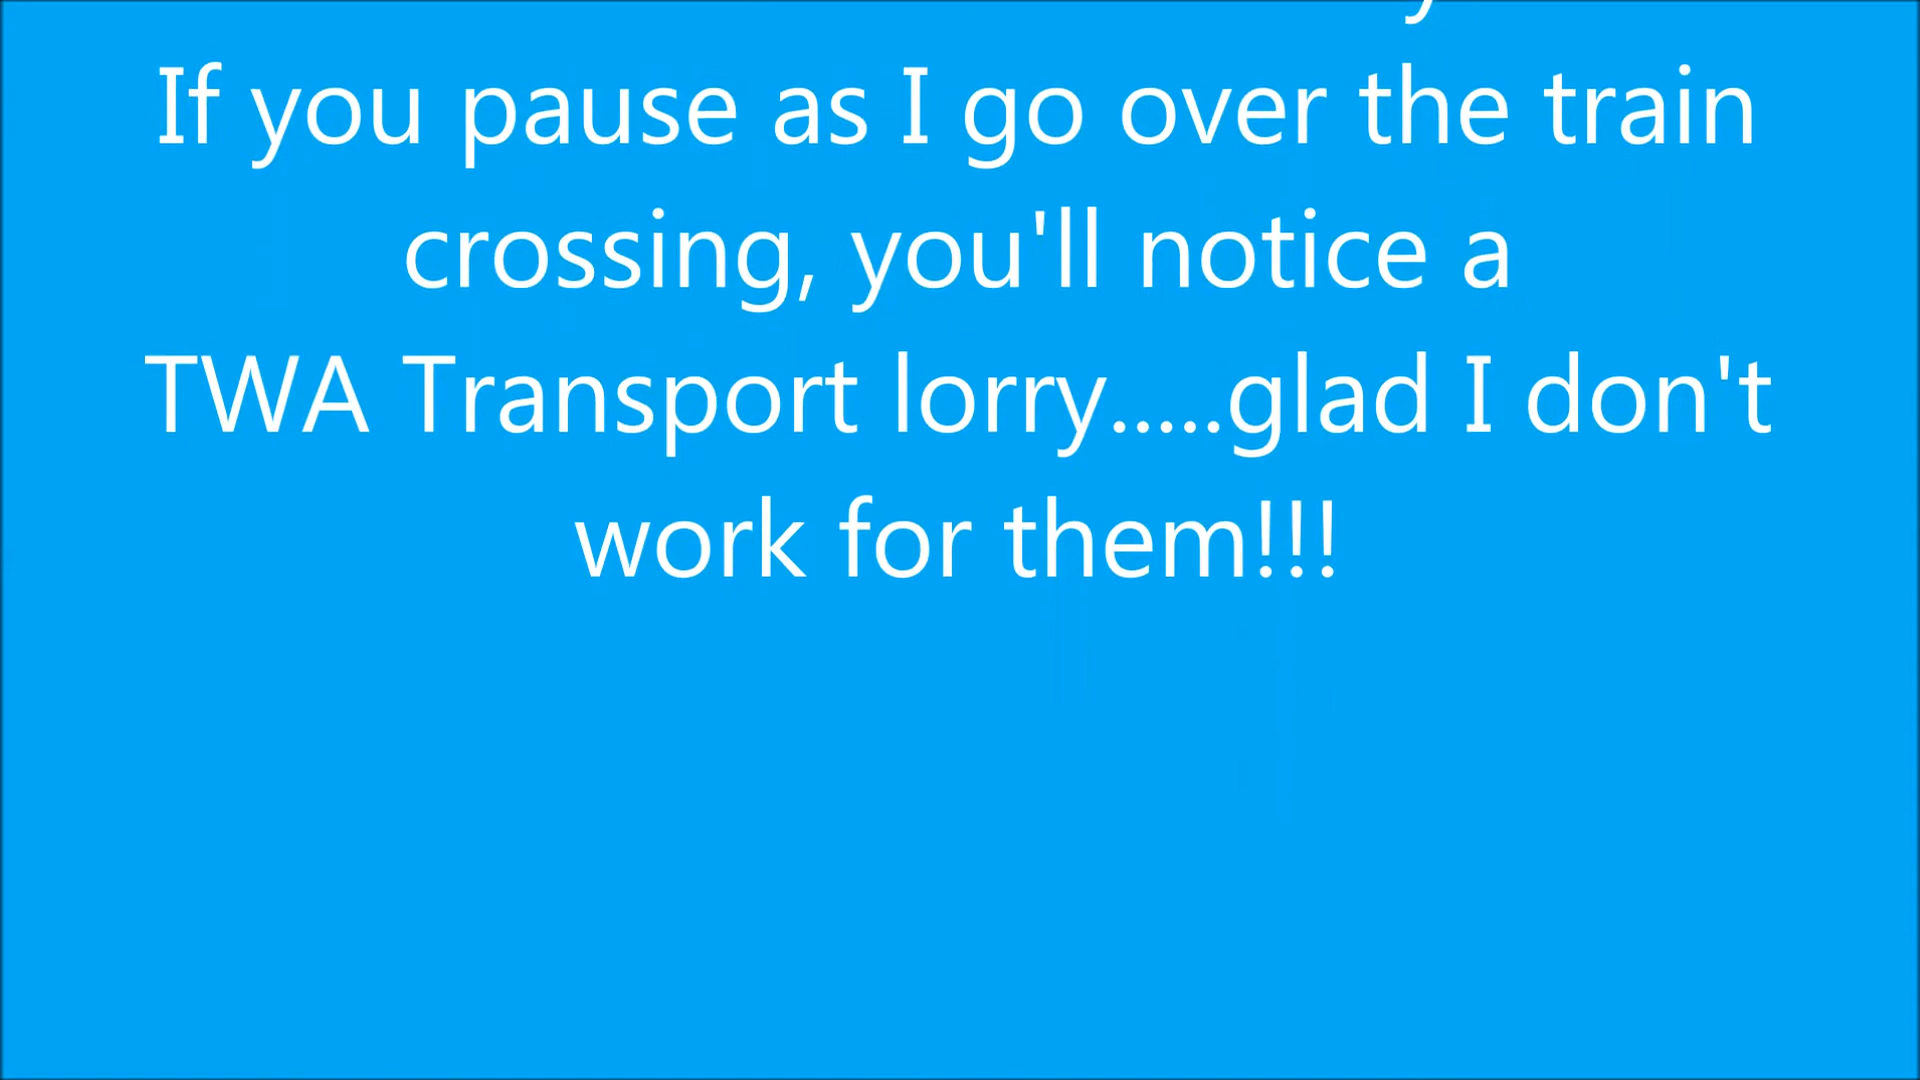 If you pause as I go over the train
crossing, you'll notice a
TWA Transport lorry.....glad I don't
work for them!!!